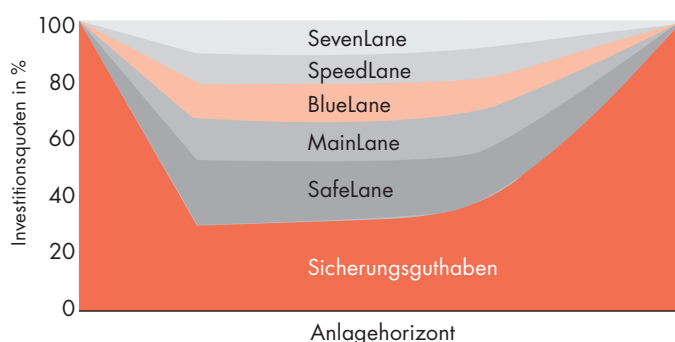 Investitionsquoten in %
100
80
60
40
20
0
SevenLane
SpeedLane
BlueLane
MainLane
SafeLane
Sicherungsguthaben
Anlagehorizont